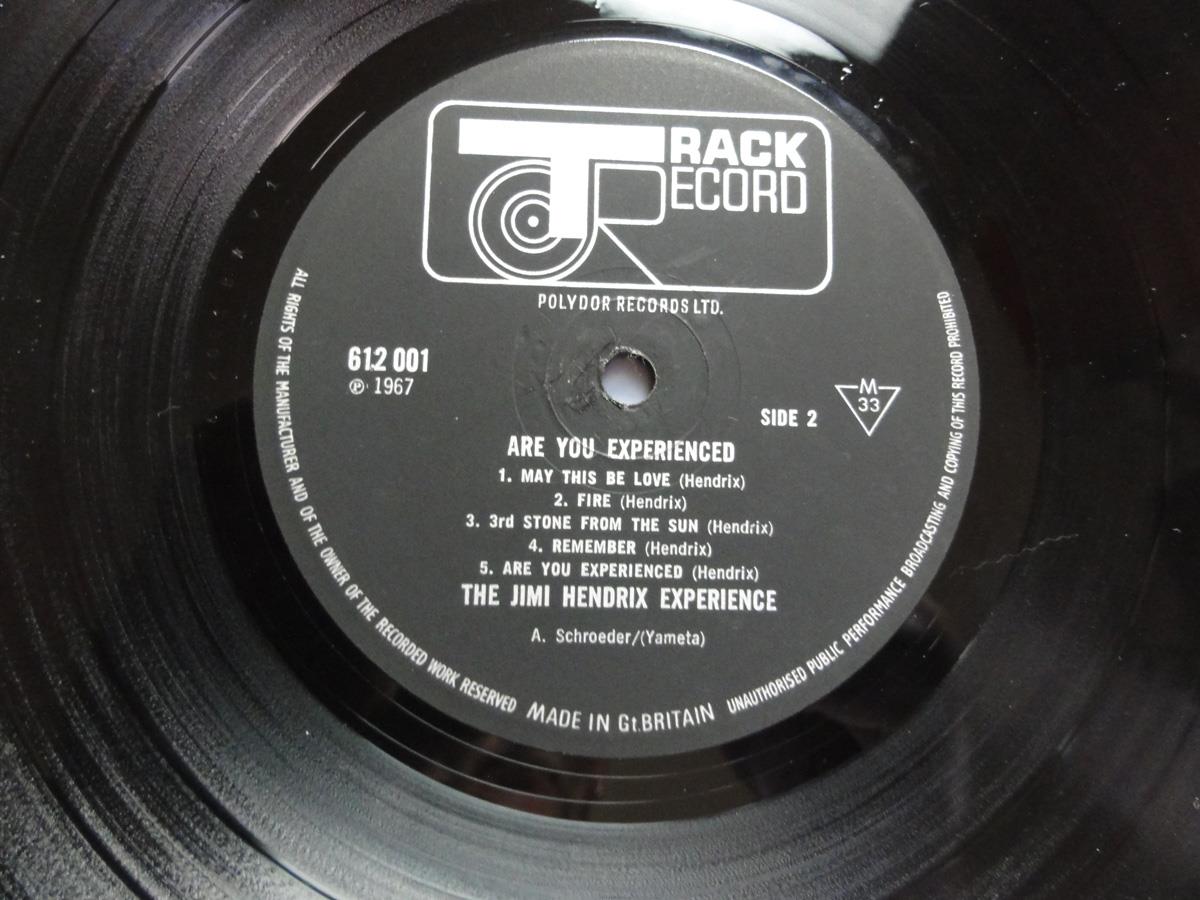 TRACK
RECORD
POLYDOR RECORDS LTD.
612 001
℗ 1967
SIDE 2
M
33
ARE YOU EXPERIENCED
1. MAY THIS BE LOVE (Hendrix)
2. FIRE (Hendrix)
3. 3rd STONE FROM THE SUN (Hendrix)
4. REMEMBER (Hendrix)
5. ARE YOU EXPERIENCED (Hendrix)
THE JIMI HENDRIX EXPERIENCE
A. Schroeder/(Yameta)
ALL RIGHTS OF THE MANUFACTURER AND OF THE OWNER OF THE RECORDED WORK RESERVED
MADE IN Gt.BRITAIN
UNAUTHORISED PUBLIC PERFORMANCE BROADCASTING AND COPYING OF THIS RECORD PROHIBITED